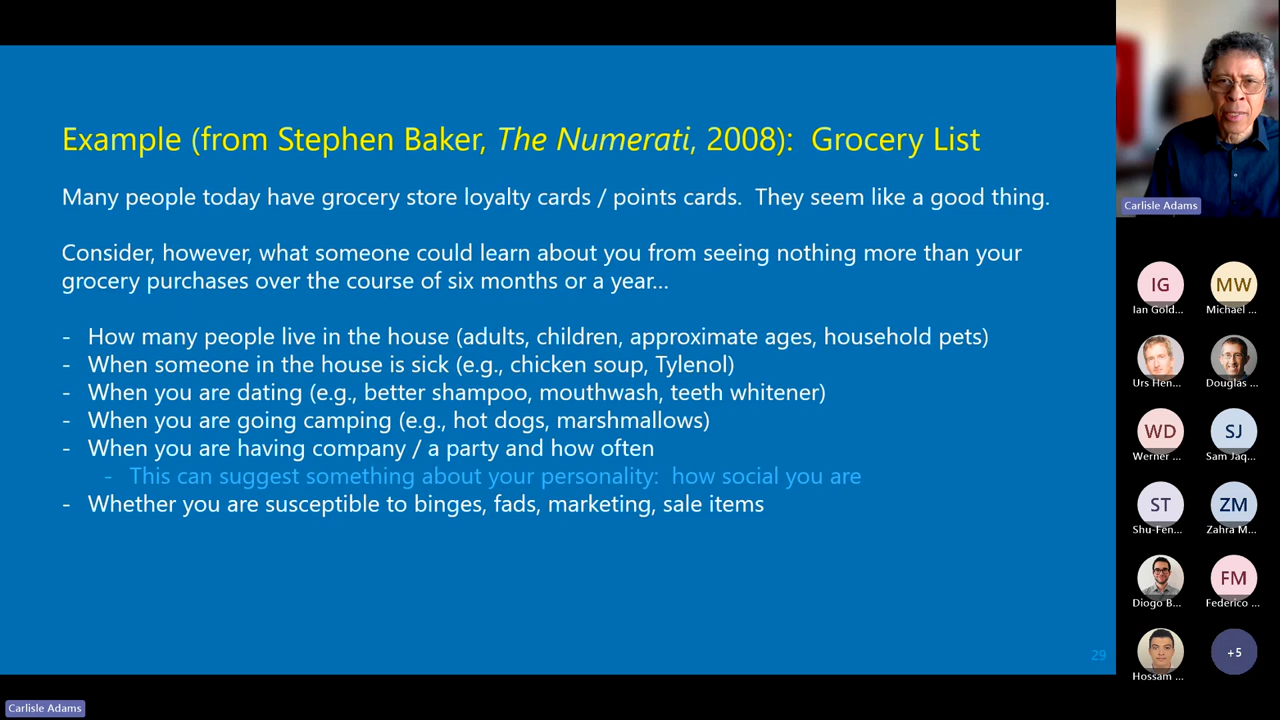 Example (from Stephen Baker, The Numerati, 2008): Grocery List
Many people today have grocery store loyalty cards / points cards. They seem like a good thing.
Consider, however, what someone could learn about you from seeing nothing more than your
grocery purchases over the course of six months or a year...
- How many people live in the house (adults, children, approximate ages, household pets)
- When someone in the house is sick (e.g., chicken soup, Tylenol)
- When you are dating (e.g., better shampoo, mouthwash, teeth whitener)
- When you are going camping (e.g., hot dogs, marshmallows)
- When you are having company / a party and how often
- This can suggest something about your personality: how social you are
- Whether you are susceptible to binges, fads, marketing, sale items
29
Carlisle Adams
Carlisle Adams
IG
MW
Ian Gold...
Michael ...
Urs Hen...
Douglas ...
WD
SJ
Werner ...
Sam Jaq...
ST
ZM
Shu-Fen...
Zahra M...
FM
Diogo B...
Federico ...
+5
Hossam ...